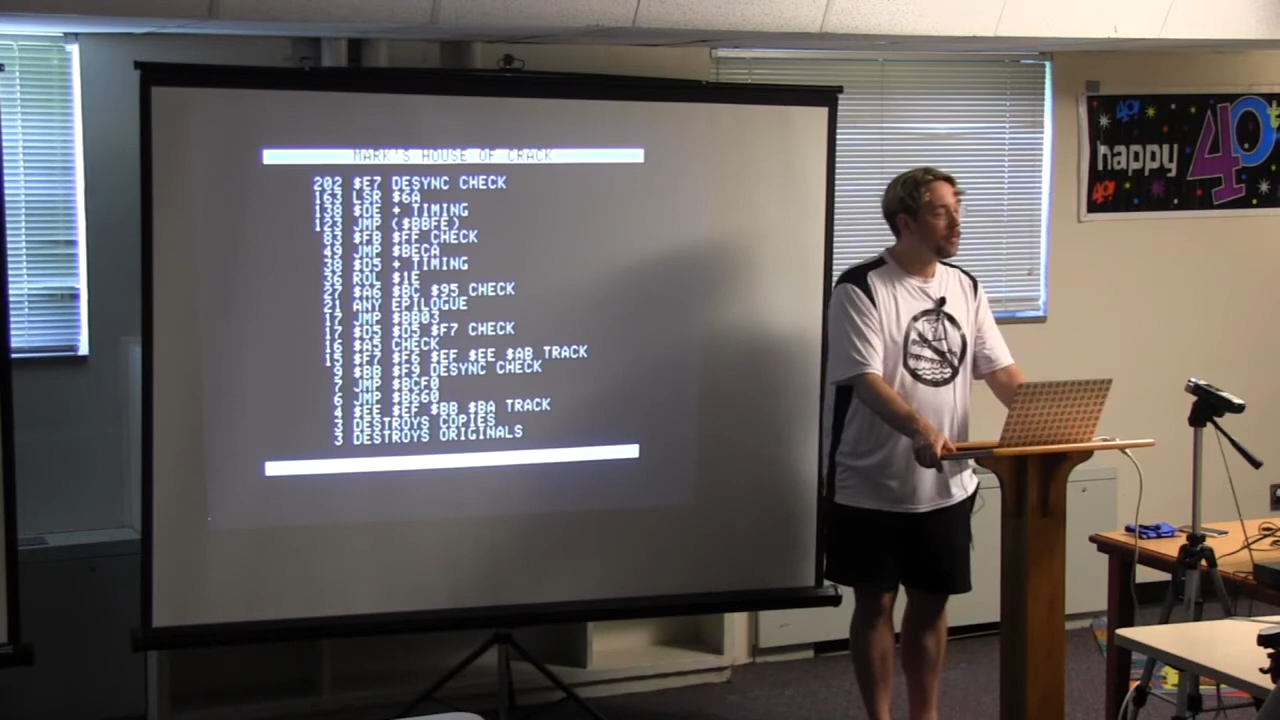 MARK'S HOUSE OF CRACK
202 $E7 DESYNC CHECK
163 LSR $6A
138 $DE + TIMING
123 JMP ($BBFE)
83 $FB $FF CHECK
49 JMP $BECA
38 $D5 + TIMING
36 ROL $1E
27 $A6 $BC $95 CHECK
21 ANY EPILOGUE
17 JMP $BB03
17 $D5 $D5 $F7 CHECK
16 $A5 CHECK
15 $F7 $F6 $EF $EE $AB TRACK
9 $BB $F9 DESYNC CHECK
7 JMP $BCF0
6 JMP $B660
4 $EE $EF $BB $BA TRACK
3 DESTROYS COPIES
3 DESTROYS ORIGINALS
40!
happy 40th
40!